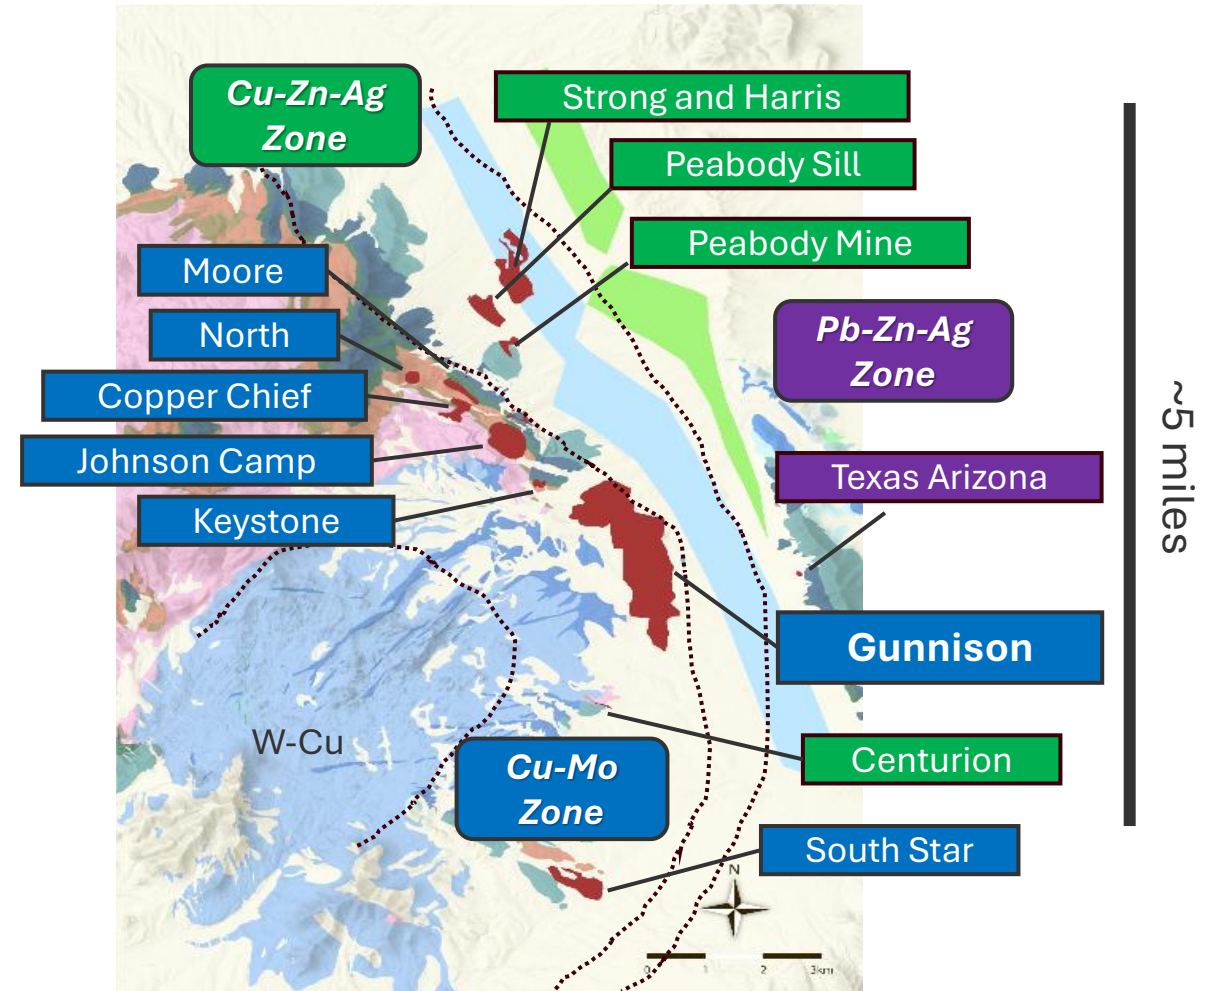 Cu-Zn-Ag
Zone
Strong and Harris
Peabody Sill
Peabody Mine
Moore
North
Copper Chief
Johnson Camp
Keystone
Pb-Zn-Ag
Zone
Texas Arizona
~5 miles
Gunnison
W-Cu
Cu-Mo
Zone
Centurion
South Star
N
0 1 2 3km